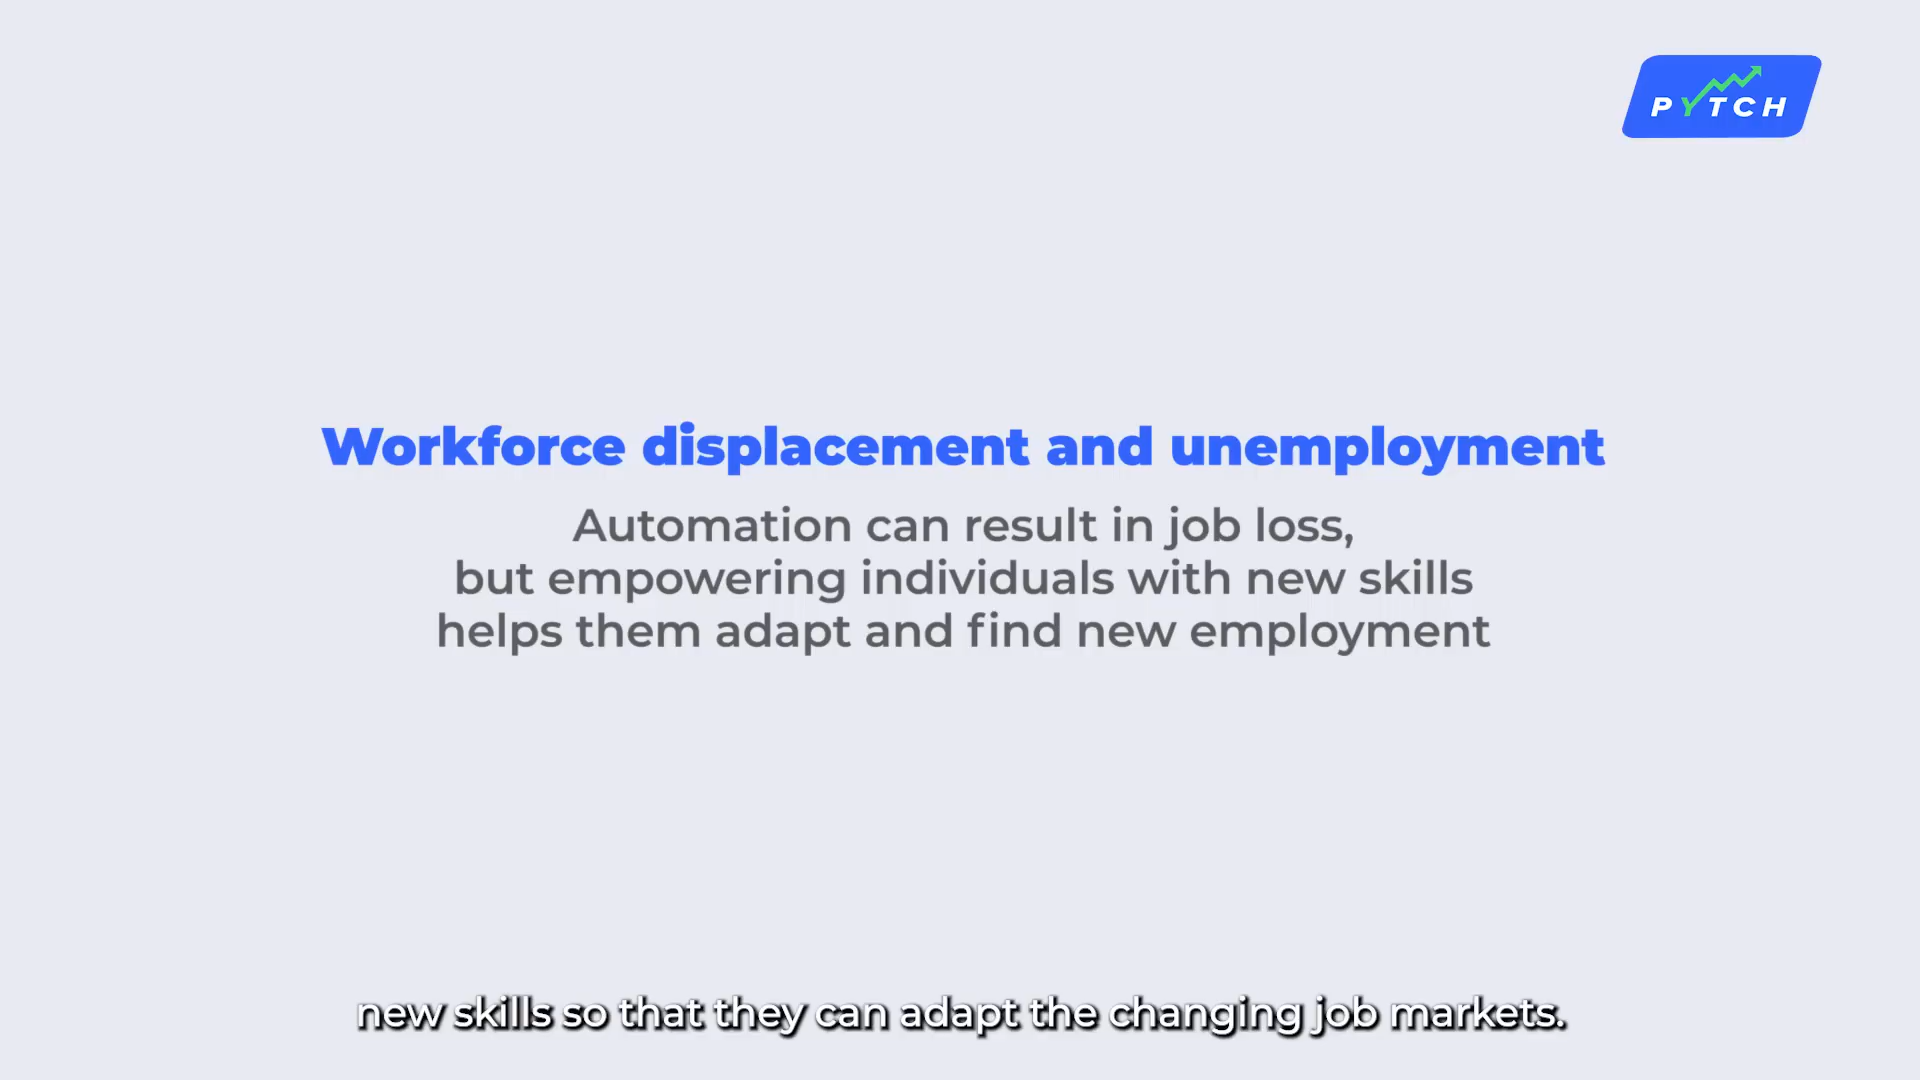 PYTCH
Workforce displacement and unemployment
Automation can result in job loss,
but empowering individuals with new skills
helps them adapt and find new employment
new skills so that they can adapt the changing job markets.